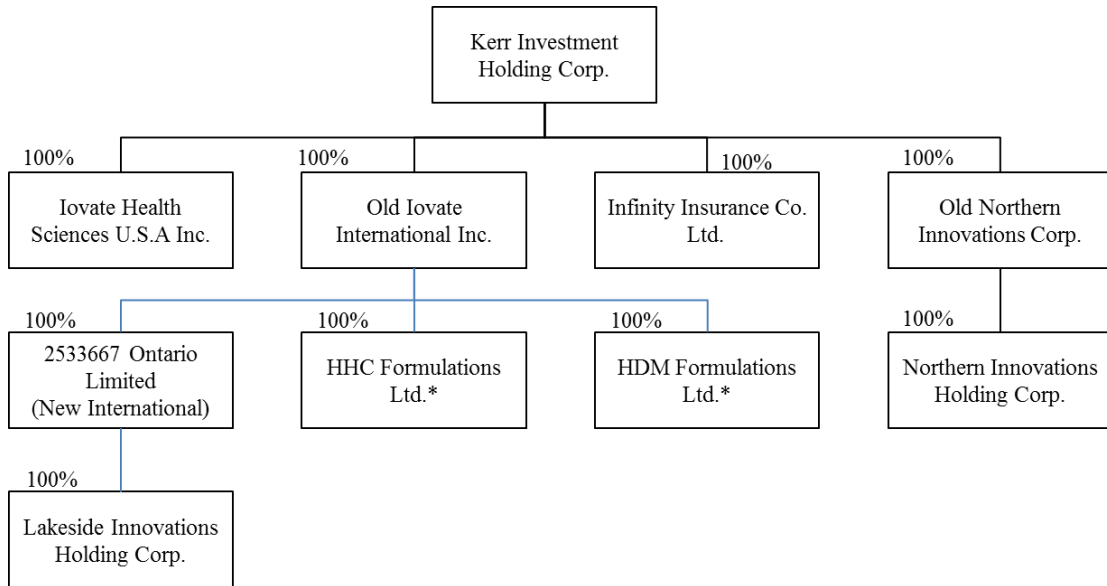 Kerr Investment
Holding Corp.
100%
100%
100%
100%
Iovate Health
Sciences U.S.A Inc.
Old Iovate
International Inc.
Infinity Insurance Co.
Ltd.
Old Northern
Innovations Corp.
100%
100%
100%
100%
2533667 Ontario
Limited
(New International)
HHC Formulations
Ltd.*
HDM Formulations
Ltd.*
Northern Innovations
Holding Corp.
100%
Lakeside Innovations
Holding Corp.